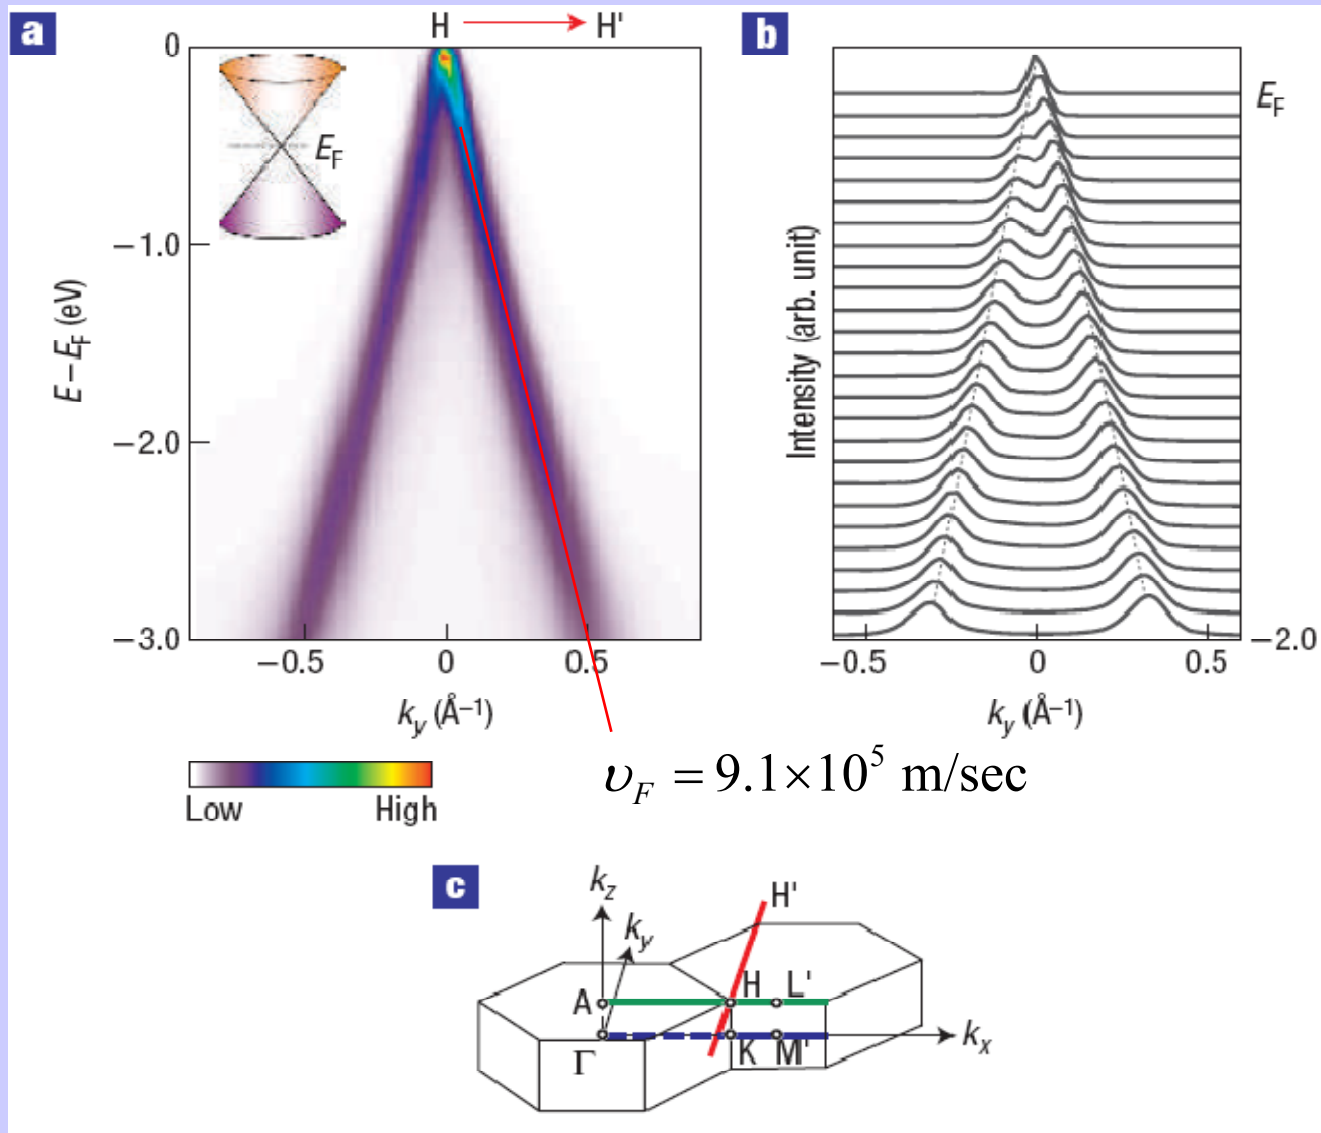 a
H H'
0
−1.0
−2.0
−3.0
E − E_F (eV)
E_F
−0.5 0 0.5
k_y (Å⁻¹)
Low High
b
E_F
−2.0
Intensity (arb. unit)
−0.5 0 0.5
k_y (Å⁻¹)
υ_F = 9.1×10⁵ m/sec
c
k_z
H'
k_y
A H L'
Γ K M' k_x